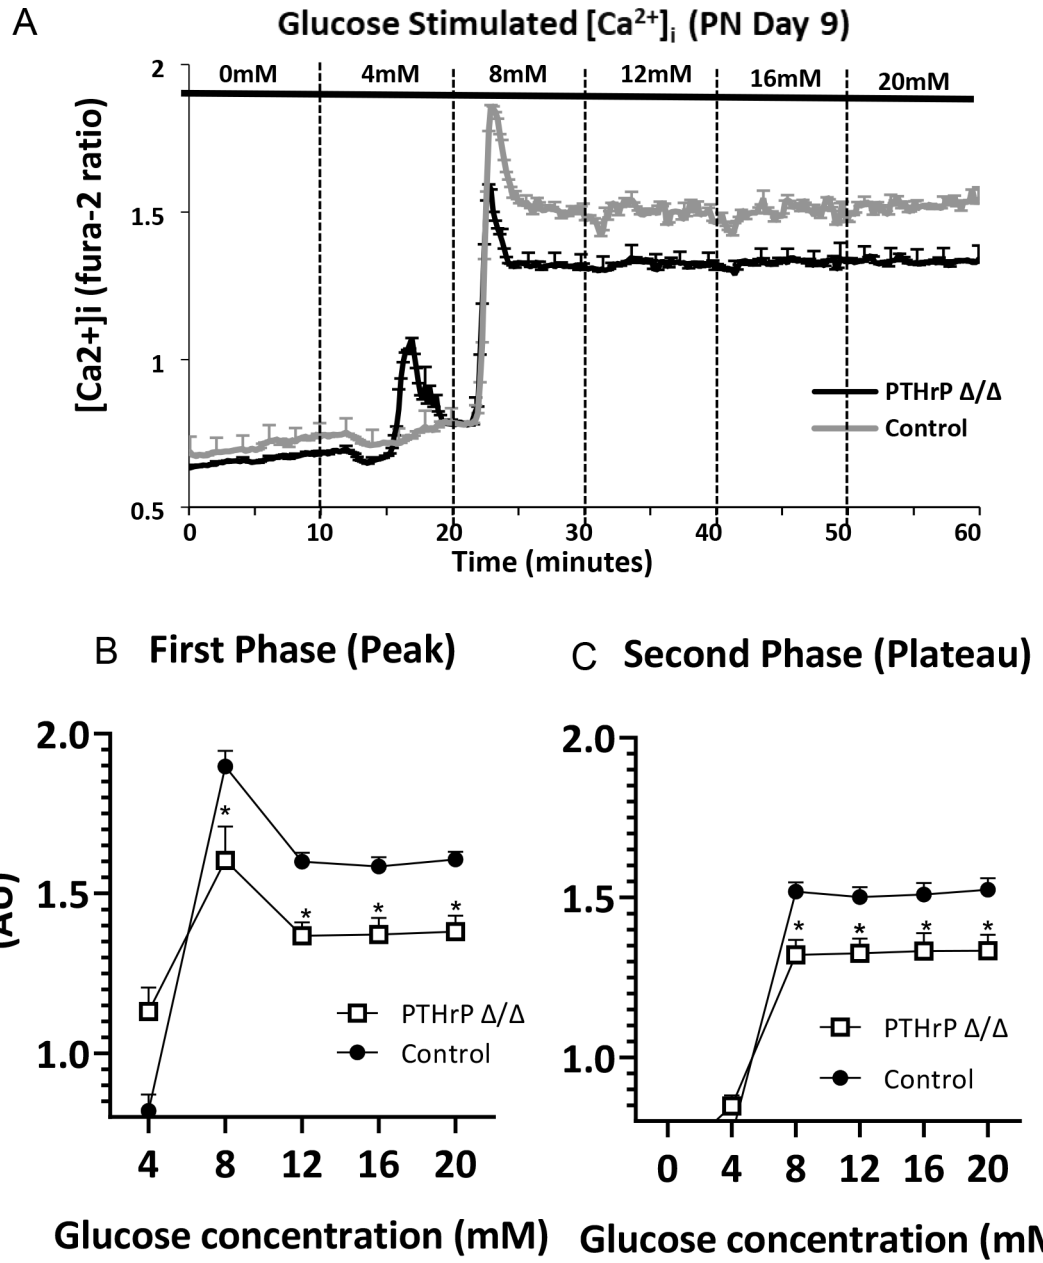 A
Glucose Stimulated [Ca2+]i (PN Day 9)
0mM 4mM 8mM 12mM 16mM 20mM
[Ca2+]i (fura-2 ratio)
2
1.5
1
0.5
PTHrP Δ/Δ
Control
0 10 20 30 40 50 60
Time (minutes)
B First Phase (Peak)
2.0
1.5
1.0
(AU)
*
* * *
PTHrP Δ/Δ
Control
4 8 12 16 20
Glucose concentration (mM)
C Second Phase (Plateau)
2.0
1.5
1.0
* * * *
PTHrP Δ/Δ
Control
0 4 8 12 16 20
Glucose concentration (mM